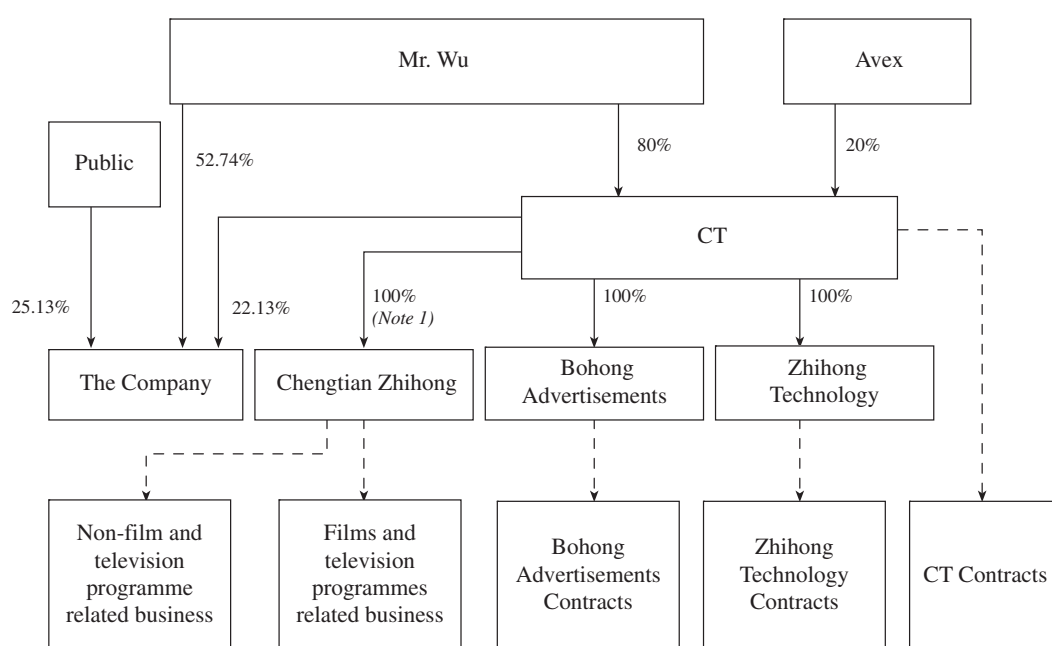 Mr. Wu
Avex
Public
52.74%
80%
20%
CT
25.13%
22.13%
100%
(Note 1)
100%
100%
The Company
Chengtian Zhihong
Bohong
Advertisements
Zhihong
Technology
Non-film and
television
programme
related business
Films and
television
programmes
related business
Bohong
Advertisements
Contracts
Zhihong
Technology
Contracts
CT Contracts